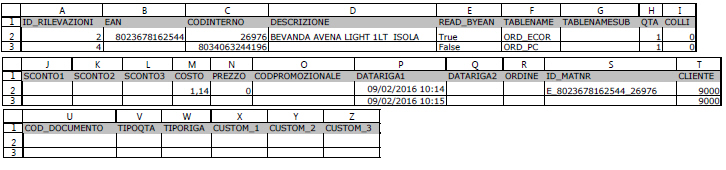 A B C D E F G H I
1 ID_RILEVAZIONI EAN CODINTERNO DESCRIZIONE READ_BYEAN TABLENAME TABLENAMESUB QTA COLLI
2 2 8023678162544 26976 BEVANDA AVENA LIGHT 1LT ISOLA True ORD_ECOR 1 0
3 4 8034063244196 False ORD_PC 1 0
J K L M N O P Q R S T
1 SCONTO1 SCONTO2 SCONTO3 COSTO PREZZO CODPROMOZIONALE DATARIGA1 DATARIGA2 ORDINE ID_MATNR CLIENTE
2 1,14 0 09/02/2016 10:14 E_8023678162544_26976 9000
3 09/02/2016 10:15 9000
U V W X Y Z
1 COD_DOCUMENTO TIPOQTA TIPORIGA CUSTOM_1 CUSTOM_2 CUSTOM_3
2
3